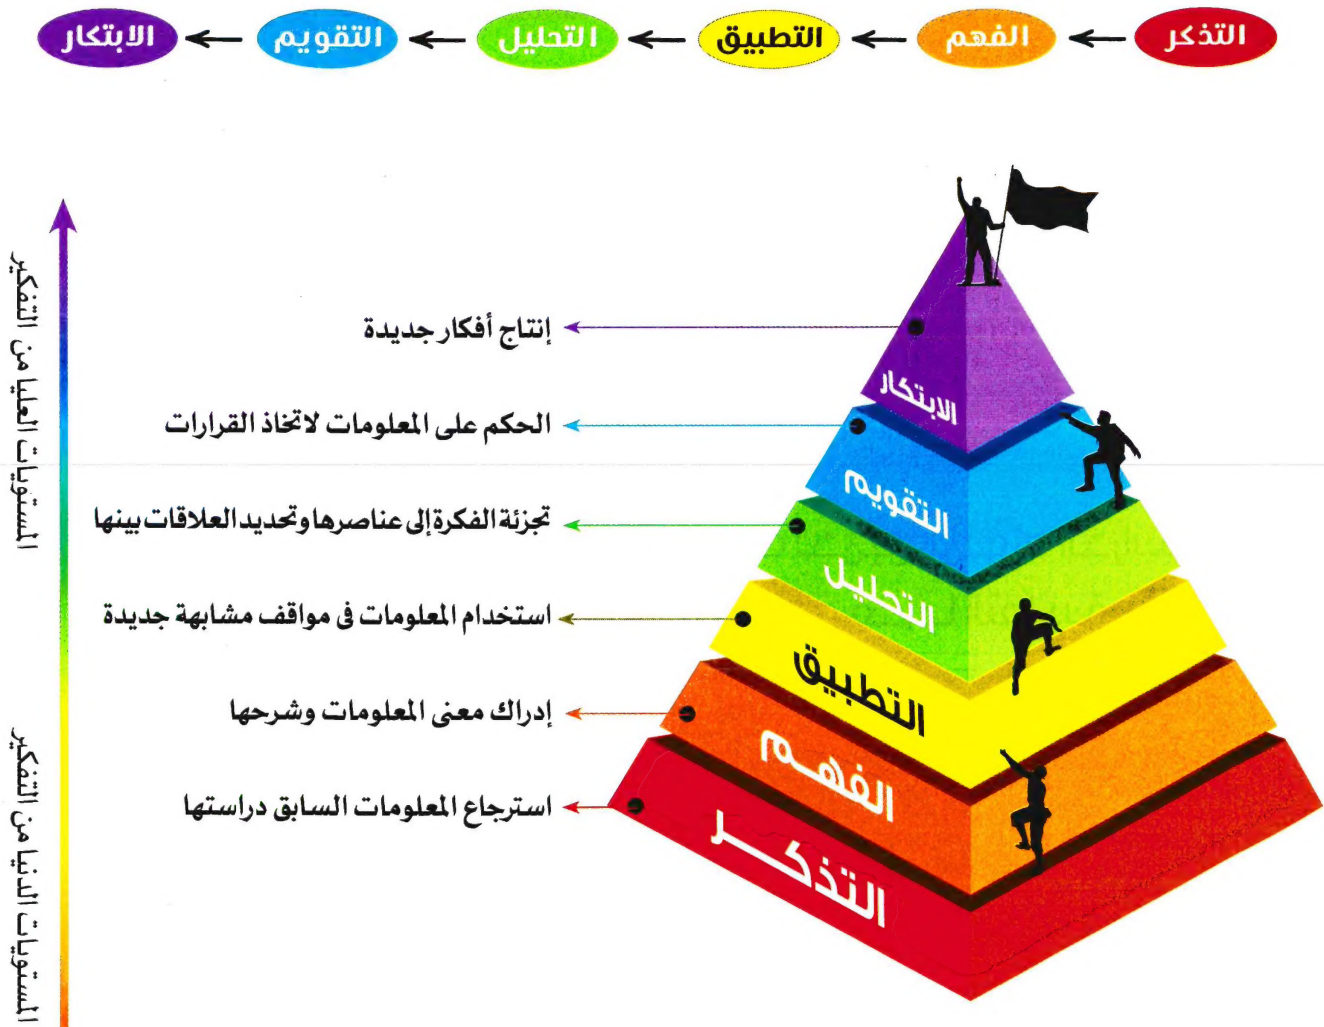 التذكر ← الفهم ← التطبيق ← التحليل ← التقويم ← الابتكار
الابتكار
إنتاج أفكار جديدة
التقويم
الحكم على المعلومات لاتخاذ القرارات
التحليل
تجزئة الفكرة إلى عناصرها وتحديد العلاقات بينها
التطبيق
استخدام المعلومات فى مواقف مشابهة جديدة
الفهم
إدراك معنى المعلومات وشرحها
التذكر
استرجاع المعلومات السابق دراستها
المستويات العليا من التفكير
المستويات الدنيا من التفكير